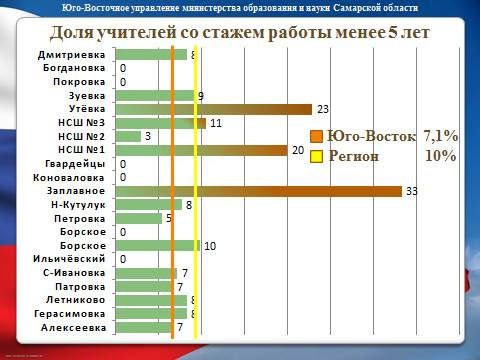 Юго-Восточное управление министерства образования и науки Самарской области
Доля учителей со стажем работы менее 5 лет
Дмитриевка 8
Богдановка 0
Покровка 0
Зуевка 9
Утёвка 23
НСШ №3 11
НСШ №2 3
НСШ №1 20
Гвардейцы 0
Коноваловка 0
Заплавное 33
Н-Кутулук 8
Петровка 5
Борское 0
Борское 10
Ильичёвский 0
С-Ивановка 7
Патровка 7
Летниково 8
Герасимовка 8
Алексеевка 7
Юго-Восток 7,1%
Регион 10%